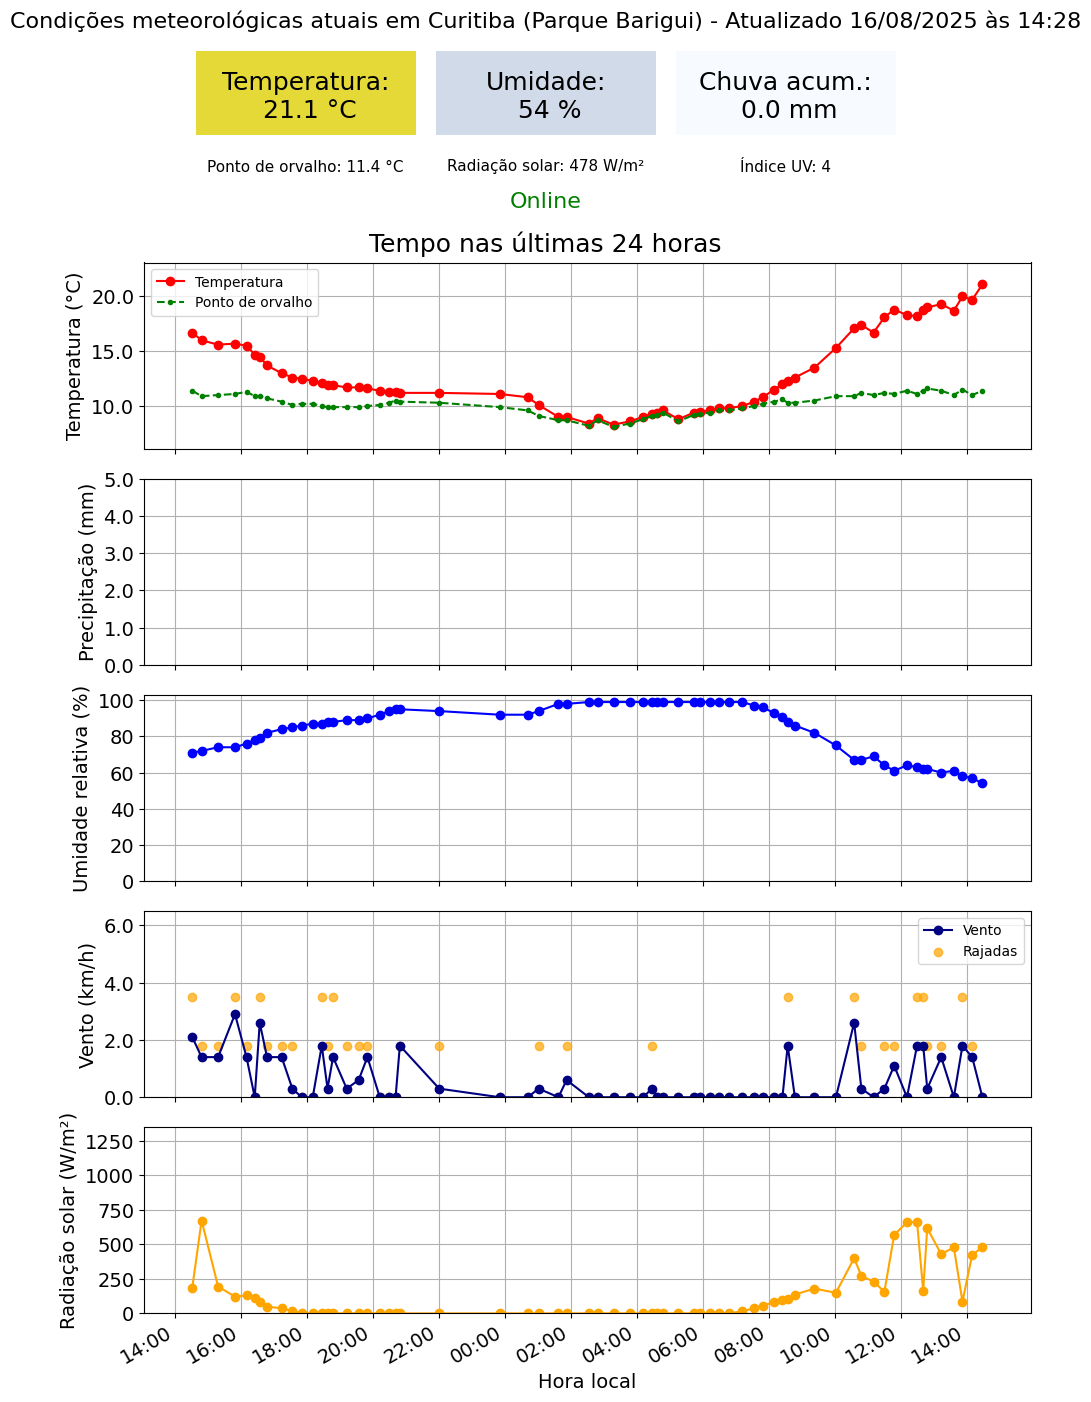 Condições meteorológicas atuais em Curitiba (Parque Barigui) - Atualizado 16/08/2025 às 14:28
Temperatura:
21.1 °C
Umidade:
54 %
Chuva acum.:
0.0 mm
Ponto de orvalho: 11.4 °C
Radiação solar: 478 W/m²
Índice UV: 4
Online
Tempo nas últimas 24 horas
Temperatura (°C)
20.0
15.0
10.0
Temperatura
Ponto de orvalho
Precipitação (mm)
5.0
4.0
3.0
2.0
1.0
0.0
Umidade relativa (%)
100
80
60
40
20
0
Vento (km/h)
6.0
4.0
2.0
0.0
Vento
Rajadas
Radiação solar (W/m²)
1250
1000
750
500
250
0
14:00
16:00
18:00
20:00
22:00
00:00
02:00
04:00
06:00
08:00
10:00
12:00
14:00
Hora local